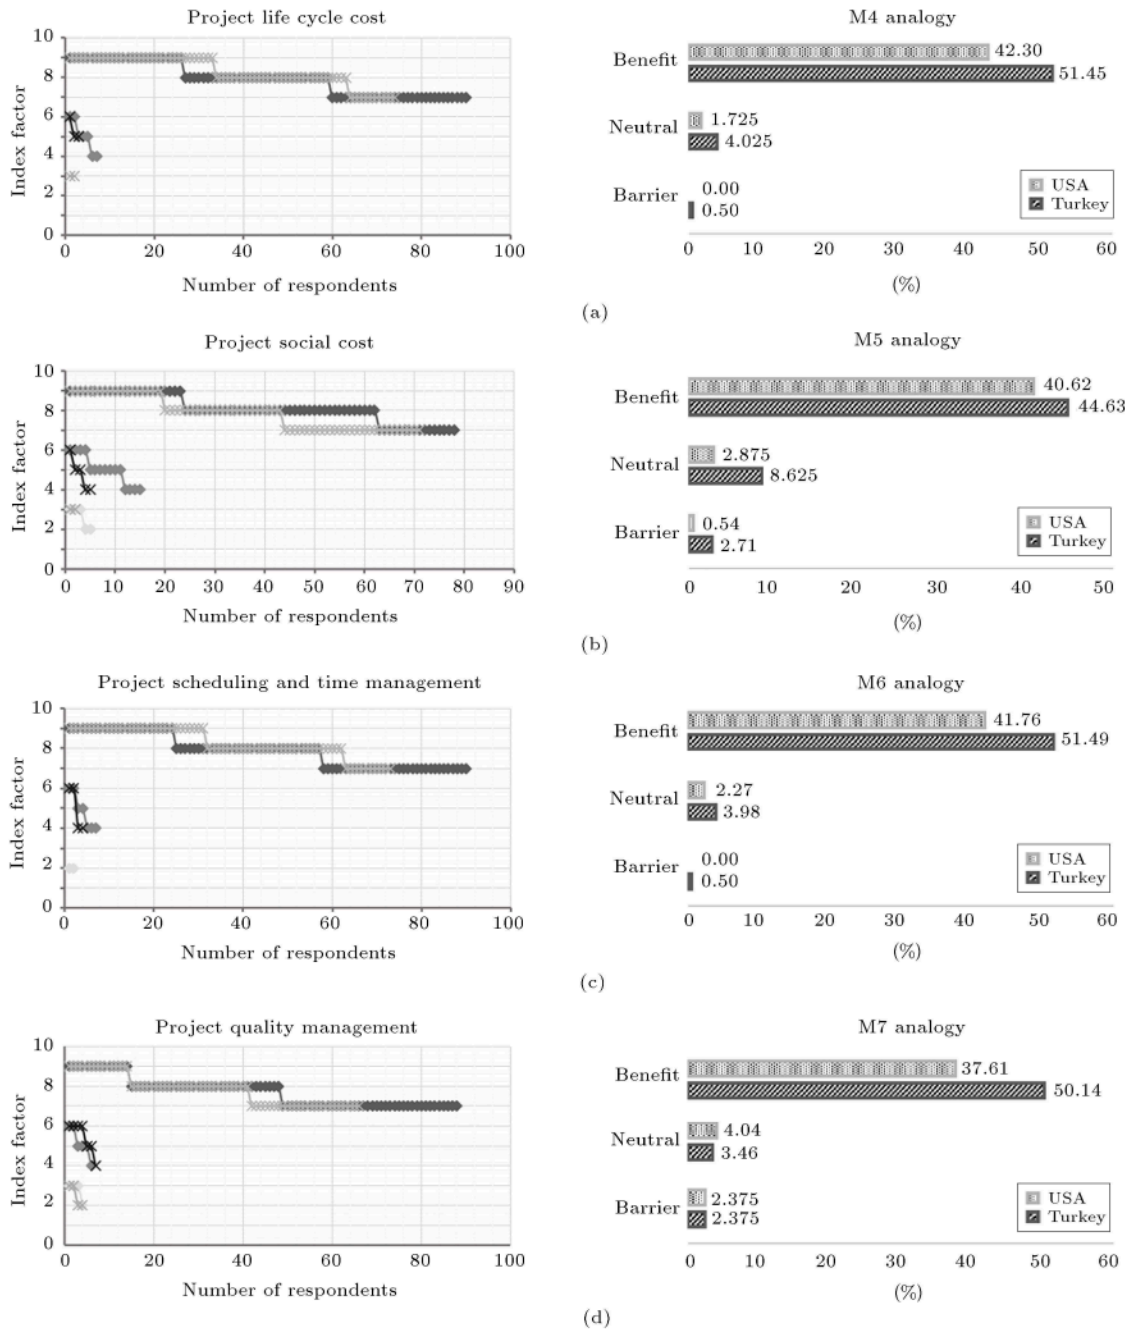 Project life cycle cost
10
8
6
4
2
0
Index factor
0 20 40 60 80 100
Number of respondents
M4 analogy
Benefit
42.30
51.45
Neutral
1.725
4.025
Barrier
0.00
0.50
USA
Turkey
0 10 20 30 40 50 60
(%)
(a)
Project social cost
10
8
6
4
2
0
Index factor
0 10 20 30 40 50 60 70 80 90
Number of respondents
M5 analogy
Benefit
40.62
44.63
Neutral
2.875
8.625
Barrier
0.54
2.71
USA
Turkey
0 10 20 30 40 50
(%)
(b)
Project scheduling and time management
10
8
6
4
2
0
Index factor
0 20 40 60 80 100
Number of respondents
M6 analogy
Benefit
41.76
51.49
Neutral
2.27
3.98
Barrier
0.00
0.50
USA
Turkey
0 10 20 30 40 50 60
(%)
(c)
Project quality management
10
8
6
4
2
0
Index factor
0 20 40 60 80 100
Number of respondents
M7 analogy
Benefit
37.61
50.14
Neutral
4.04
3.46
Barrier
2.375
2.375
USA
Turkey
0 10 20 30 40 50 60
(%)
(d)